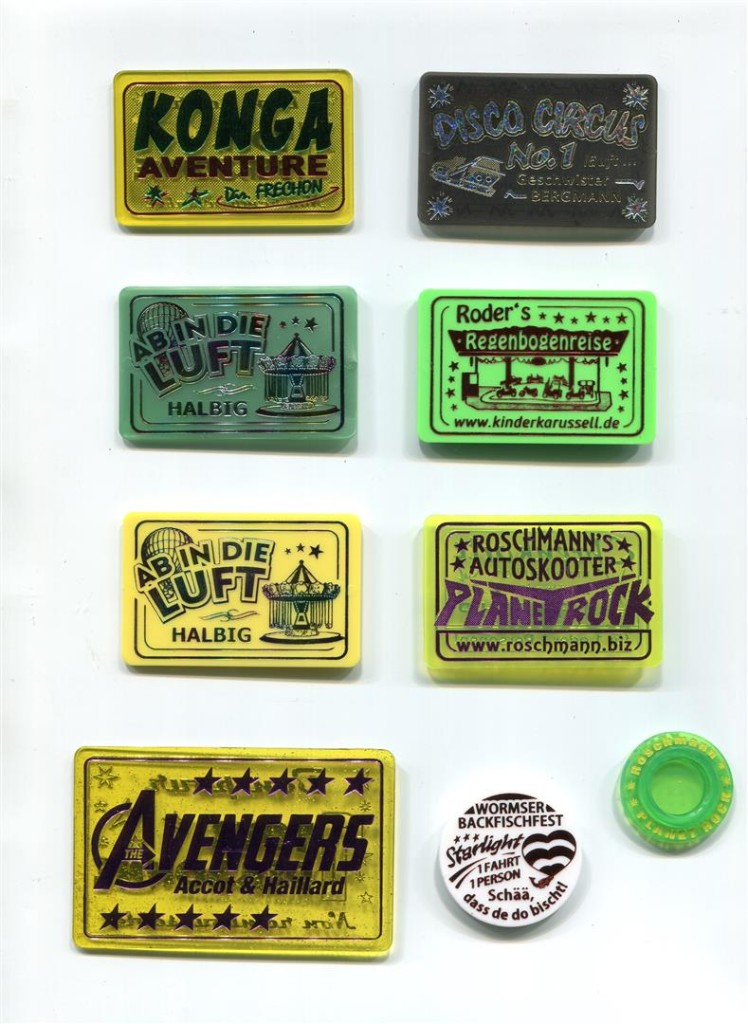 KONGA
AVENTURE
Din. FRECHON
DISCO CIRCUS
No.1 läuft...
Geschwister
BERGMANN
AB IN DIE
LUFT
HALBIG
Roder's
Regenbogenreise
www.kinderkarussell.de
AB IN DIE
LUFT
HALBIG
ROSCHMANN'S
AUTOSKOOTER
PLANET ROCK
www.roschmann.biz
THE AVENGERS
Accot & Haillard
WORMSER
BACKFISCHFEST
Starlight
1 FAHRT
1 PERSON
Schää,
dass de do bischt!
Roschmann
PLANET ROCK